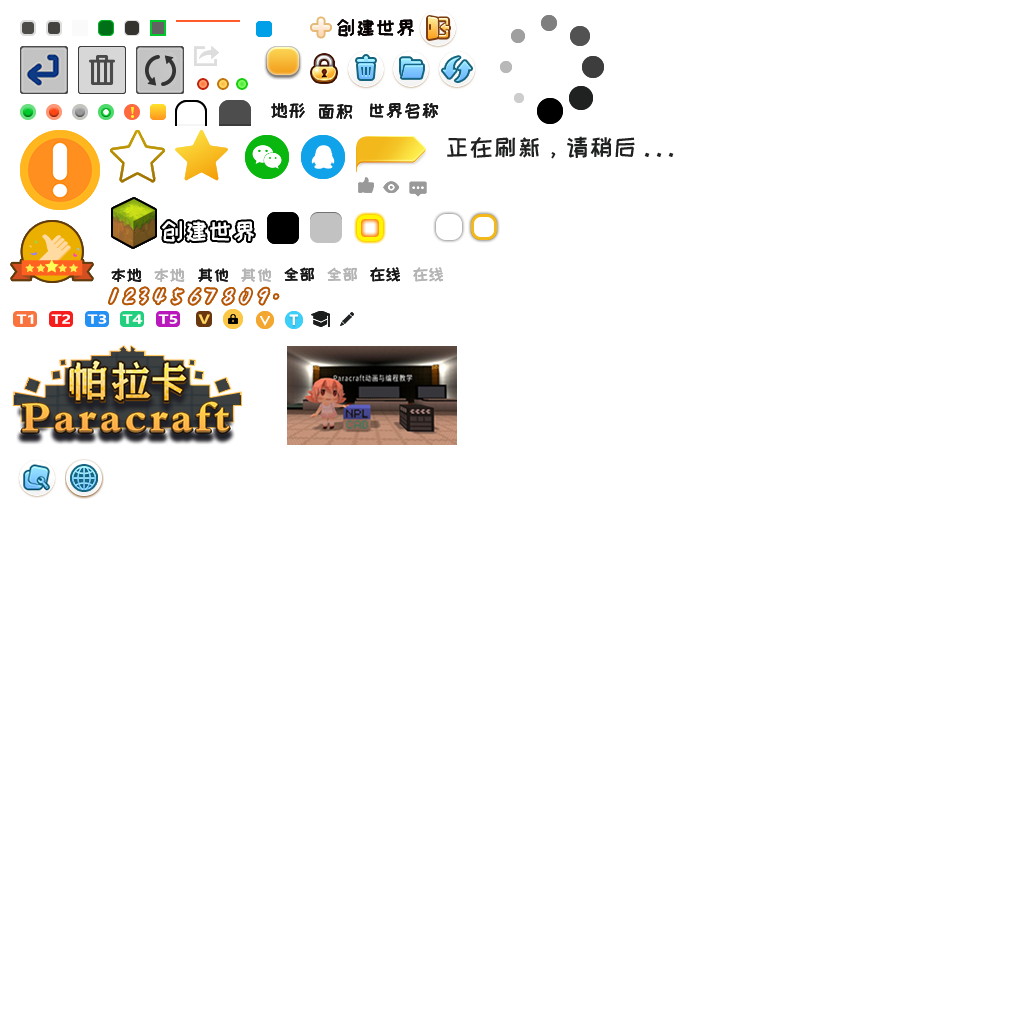 创建世界
地形 面积 世界名称
正在刷新，请稍后...
创建世界
本地 本地 其他 其他 全部 全部 在线 在线
1234567809.
T1 T2 T3 T4 T5 V V T
帕拉卡
Paracraft
Paracraft动画与编程教学
NPL